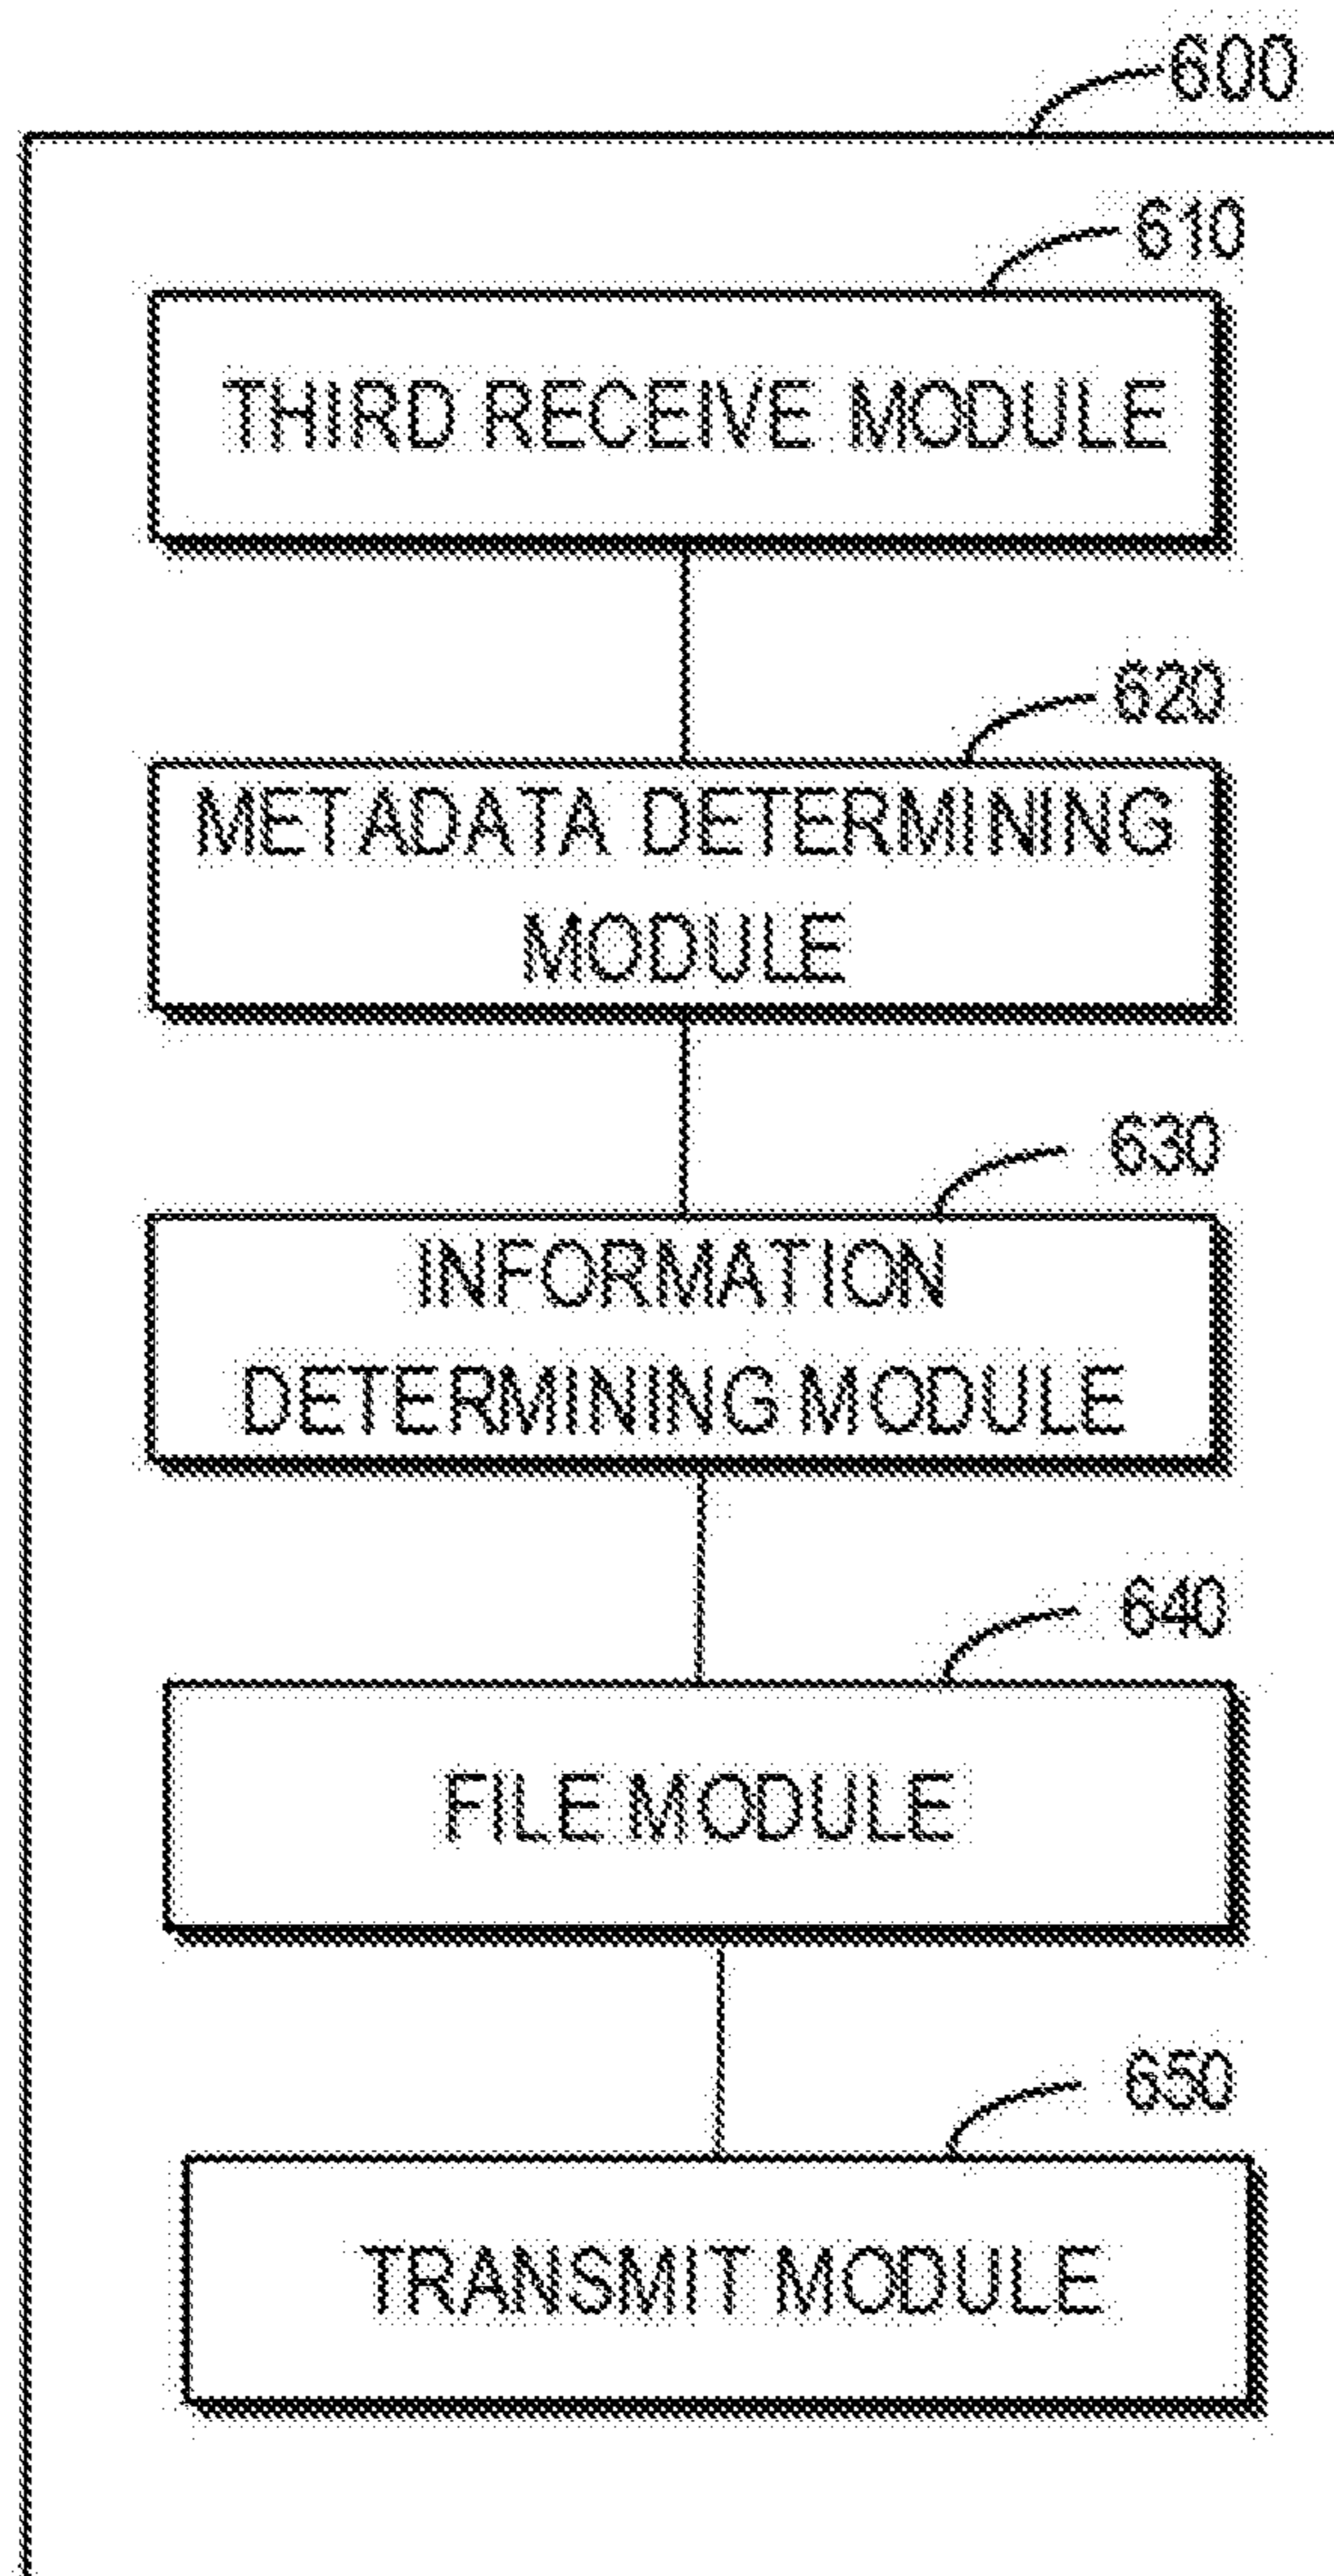 600
610
THIRD RECEIVE MODULE
620
METADATA DETERMINING
MODULE
630
INFORMATION
DETERMINING MODULE
640
FILE MODULE
650
TRANSMIT MODULE